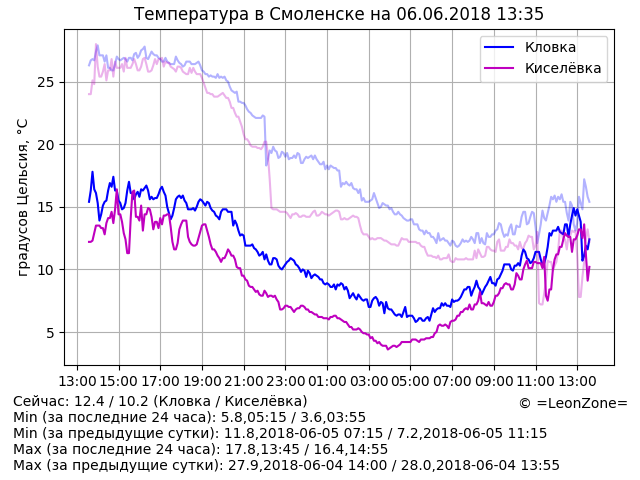 Температура в Смоленске на 06.06.2018 13:35
Кловка
Киселёвка
градусов Цельсия, °C
25
20
15
10
5
13:00 15:00 17:00 19:00 21:00 23:00 01:00 03:00 05:00 07:00 09:00 11:00 13:00
Сейчас: 12.4 / 10.2 (Кловка / Киселёвка)
© =LeonZone=
Min (за последние 24 часа): 5.8,05:15 / 3.6,03:55
Min (за предыдущие сутки): 11.8,2018-06-05 07:15 / 7.2,2018-06-05 11:15
Max (за последние 24 часа): 17.8,13:45 / 16.4,14:55
Max (за предыдущие сутки): 27.9,2018-06-04 14:00 / 28.0,2018-06-04 13:55